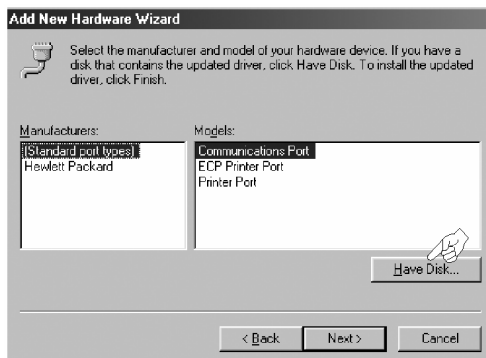 Add New Hardware Wizard
Select the manufacturer and model of your hardware device. If you have a
disk that contains the updated driver, click Have Disk. To install the updated
driver, click Finish.
Manufacturers:
(Standard port types)
Hewlett Packard
Models:
Communications Port
ECP Printer Port
Printer Port
Have Disk...
< Back
Next >
Cancel